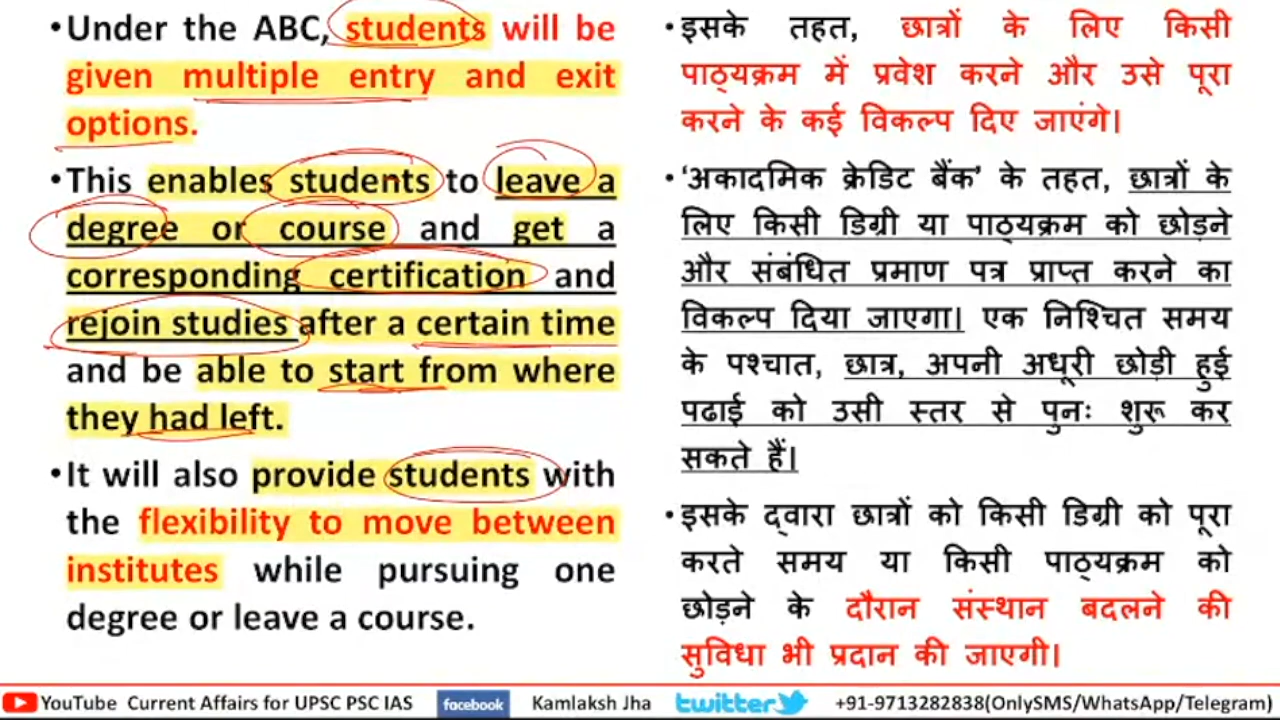 •Under the ABC, students will be
given multiple entry and exit
options.
•This enables students to leave a
degree or course and get a
corresponding certification and
rejoin studies after a certain time
and be able to start from where
they had left.
•It will also provide students with
the flexibility to move between
institutes while pursuing one
degree or leave a course.
•इसके तहत, छात्रों के लिए किसी
पाठ्यक्रम में प्रवेश करने और उसे पूरा
करने के कई विकल्प दिए जाएंगे।
•‘अकादमिक क्रेडिट बैंक’ के तहत, छात्रों के
लिए किसी डिग्री या पाठ्यक्रम को छोड़ने
और संबंधित प्रमाण पत्र प्राप्त करने का
विकल्प दिया जाएगा। एक निश्चित समय
के पश्चात, छात्र, अपनी अधूरी छोड़ी हुई
पढाई को उसी स्तर से पुनः शुरू कर
सकते हैं।
•इसके द्वारा छात्रों को किसी डिग्री को पूरा
करते समय या किसी पाठ्यक्रम को
छोड़ने के दौरान संस्थान बदलने की
सुविधा भी प्रदान की जाएगी।
YouTube Current Affairs for UPSC PSC IAS facebook Kamlaksh Jha twitter +91-9713282838(OnlySMS/WhatsApp/Telegram)